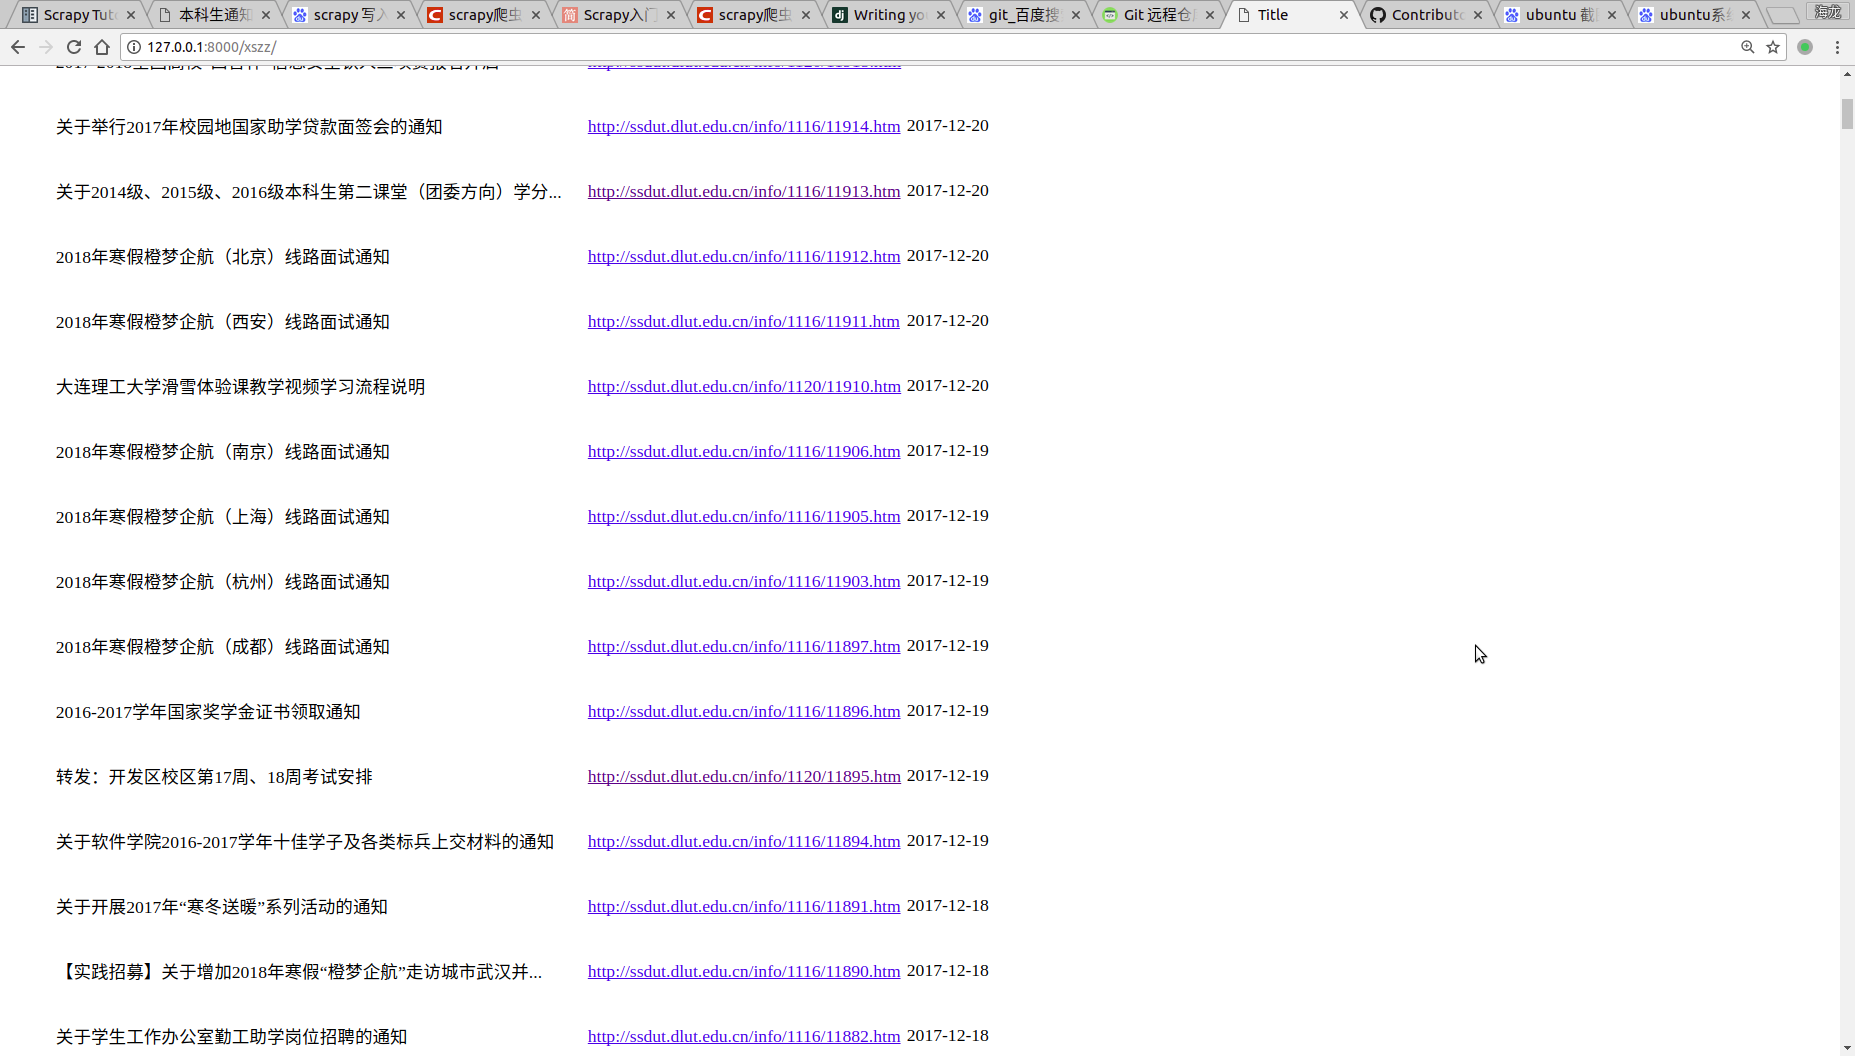 Scrapy Tut
本科生通知
scrapy 写入
scrapy爬虫
Scrapy入门
scrapy爬虫
Writing yo
git_百度搜
Git 远程仓
Title
Contributo
ubuntu 截
ubuntu系
海龙
127.0.0.1:8000/xszz/
关于举行2017年校园地国家助学贷款面签会的通知 http://ssdut.dlut.edu.cn/info/1116/11914.htm 2017-12-20
关于2014级、2015级、2016级本科生第二课堂（团委方向）学分... http://ssdut.dlut.edu.cn/info/1116/11913.htm 2017-12-20
2018年寒假橙梦企航（北京）线路面试通知 http://ssdut.dlut.edu.cn/info/1116/11912.htm 2017-12-20
2018年寒假橙梦企航（西安）线路面试通知 http://ssdut.dlut.edu.cn/info/1116/11911.htm 2017-12-20
大连理工大学滑雪体验课教学视频学习流程说明 http://ssdut.dlut.edu.cn/info/1120/11910.htm 2017-12-20
2018年寒假橙梦企航（南京）线路面试通知 http://ssdut.dlut.edu.cn/info/1116/11906.htm 2017-12-19
2018年寒假橙梦企航（上海）线路面试通知 http://ssdut.dlut.edu.cn/info/1116/11905.htm 2017-12-19
2018年寒假橙梦企航（杭州）线路面试通知 http://ssdut.dlut.edu.cn/info/1116/11903.htm 2017-12-19
2018年寒假橙梦企航（成都）线路面试通知 http://ssdut.dlut.edu.cn/info/1116/11897.htm 2017-12-19
2016-2017学年国家奖学金证书领取通知 http://ssdut.dlut.edu.cn/info/1116/11896.htm 2017-12-19
转发：开发区校区第17周、18周考试安排 http://ssdut.dlut.edu.cn/info/1120/11895.htm 2017-12-19
关于软件学院2016-2017学年十佳学子及各类标兵上交材料的通知 http://ssdut.dlut.edu.cn/info/1116/11894.htm 2017-12-19
关于开展2017年“寒冬送暖”系列活动的通知 http://ssdut.dlut.edu.cn/info/1116/11891.htm 2017-12-18
【实践招募】关于增加2018年寒假“橙梦企航”走访城市武汉并... http://ssdut.dlut.edu.cn/info/1116/11890.htm 2017-12-18
关于学生工作办公室勤工助学岗位招聘的通知 http://ssdut.dlut.edu.cn/info/1116/11882.htm 2017-12-18